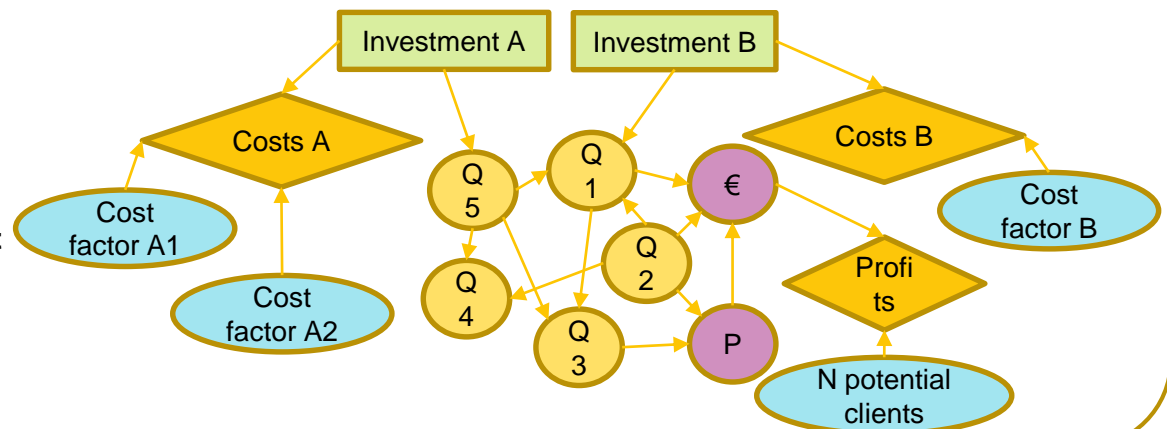 Investment A
Investment B
Costs A
Costs B
Q
5
Q
1
€
Cost
factor A1
Cost
factor B
Q
2
Q
4
Cost
factor A2
Profi
ts
Q
3
P
N potential
clients